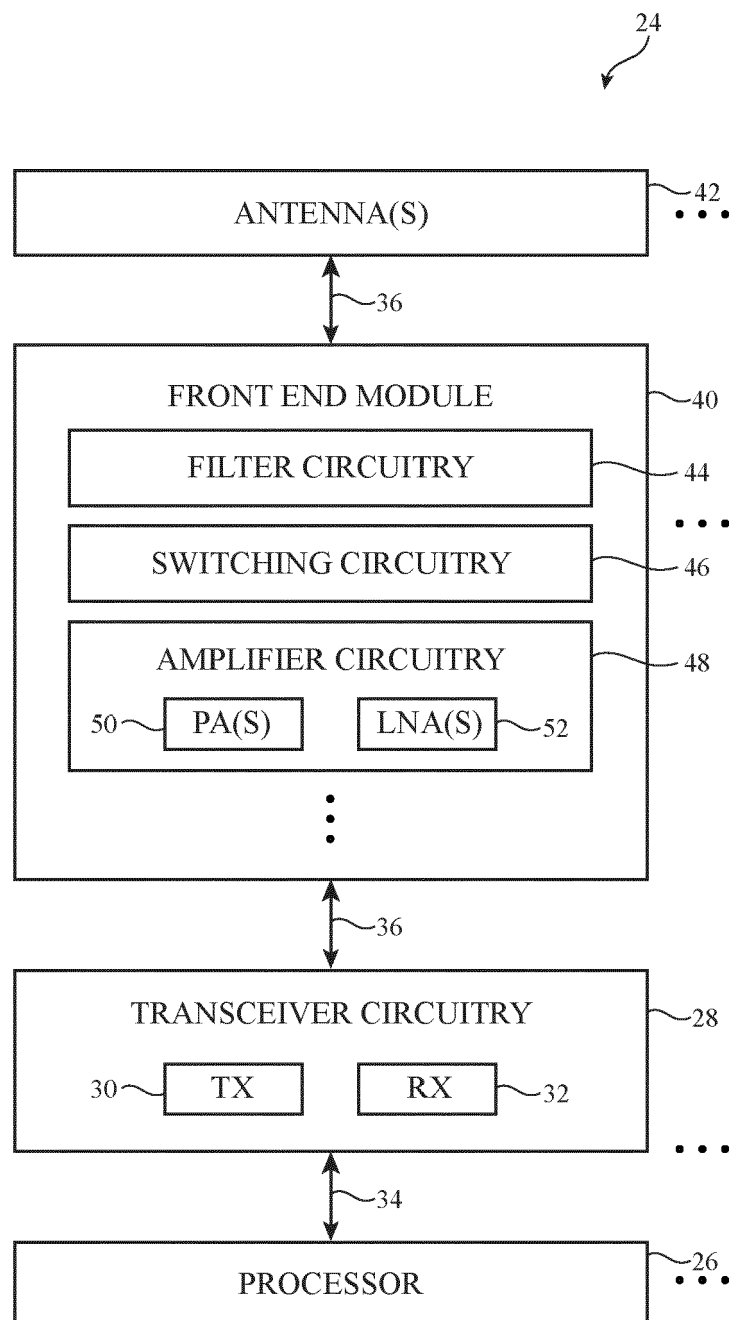 24
ANTENNA(S)
42
36
FRONT END MODULE
40
FILTER CIRCUITRY
44
SWITCHING CIRCUITRY
46
AMPLIFIER CIRCUITRY
48
50
PA(S)
LNA(S)
52
36
TRANSCEIVER CIRCUITRY
28
30
TX
RX
32
34
PROCESSOR
26